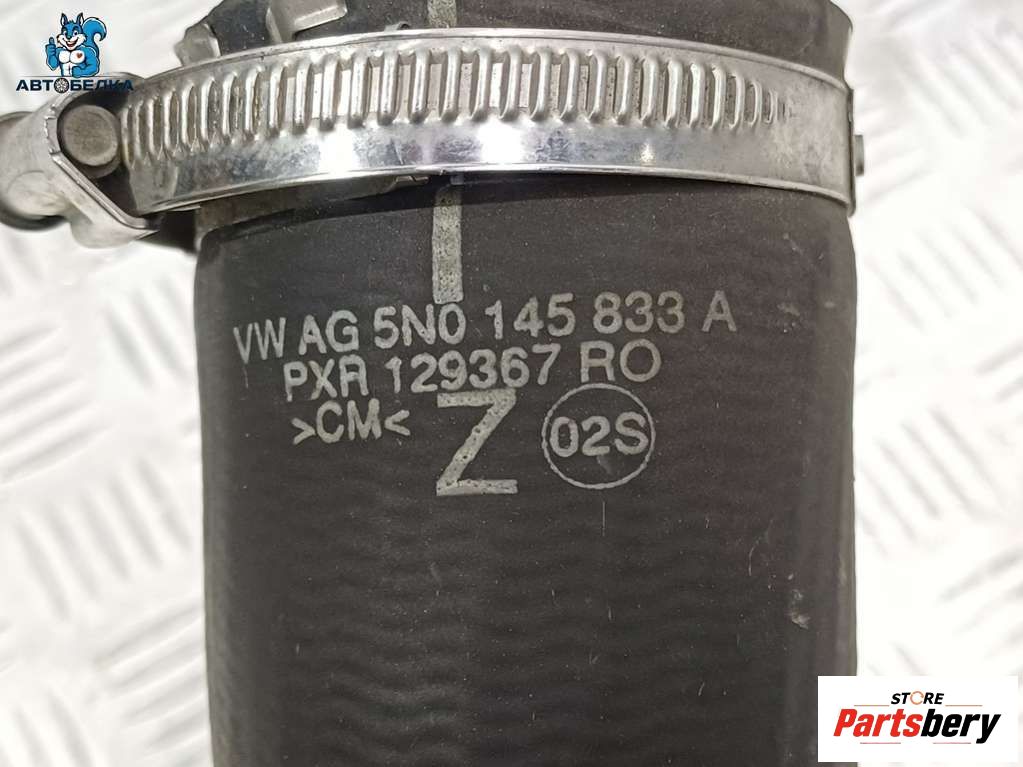 АВТОБЕЛКА
VW AG 5N0 145 833 A
PXR 129367 RO
>CM<
Z
02S
STORE
Partsbery